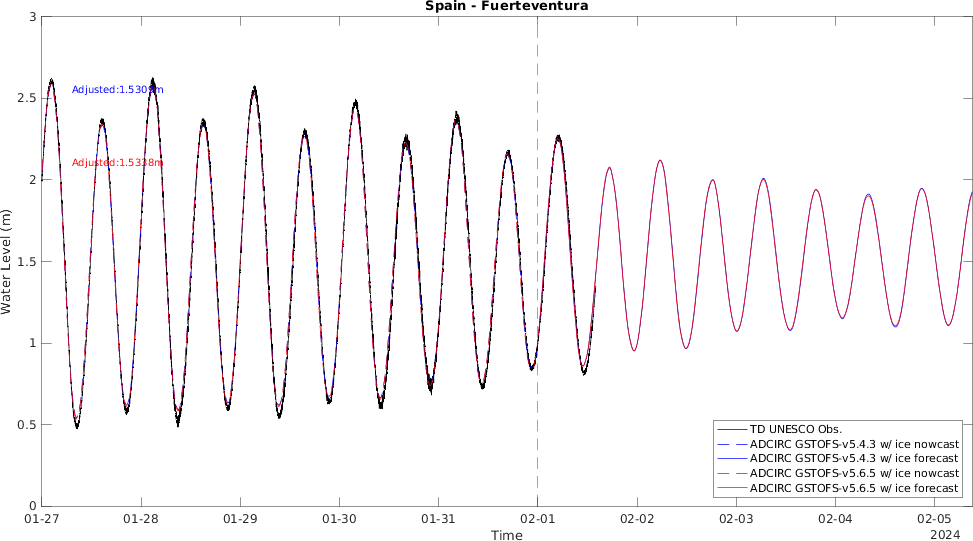 Spain - Fuerteventura
3
2.5
2
1.5
1
0.5
0
Water Level (m)
Adjusted:1.5309m
Adjusted:1.5338m
TD UNESCO Obs.
ADCIRC GSTOFS-v5.4.3 w/ ice nowcast
ADCIRC GSTOFS-v5.4.3 w/ ice forecast
ADCIRC GSTOFS-v5.6.5 w/ ice nowcast
ADCIRC GSTOFS-v5.6.5 w/ ice forecast
01-27 01-28 01-29 01-30 01-31 02-01 02-02 02-03 02-04 02-05
Time
2024